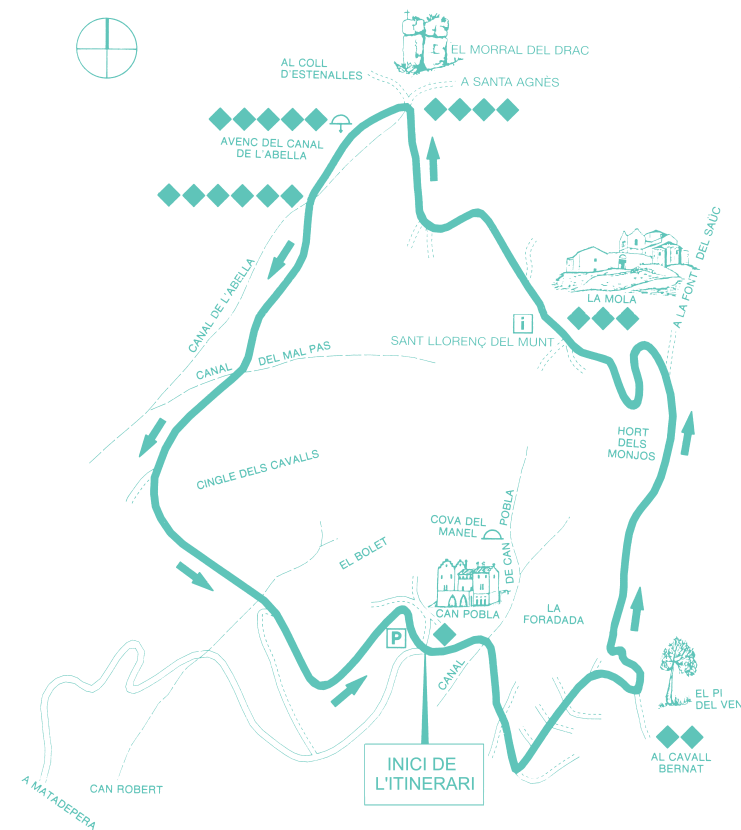 EL MORRAL DEL DRAC
AL COLL
D'ESTENALLES
A SANTA AGNÈS
AVENC DEL CANAL
DE L'ABELLA
A LA FONT DEL SAÜC
CANAL DE L'ABELLA
LA MOLA
i
SANT LLORENÇ DEL MUNT
CANAL DEL MAL PAS
HORT
DELS
MONJOS
CINGLE DELS CAVALLS
COVA DEL
MANEL
CANAL DE CAN POBLA
EL BOLET
CAN POBLA
LA
FORADADA
P
EL PI
DEL VEN
AL CAVALL
BERNAT
INICI DE
L'ITINERARI
A MATADEPERA
CAN ROBERT